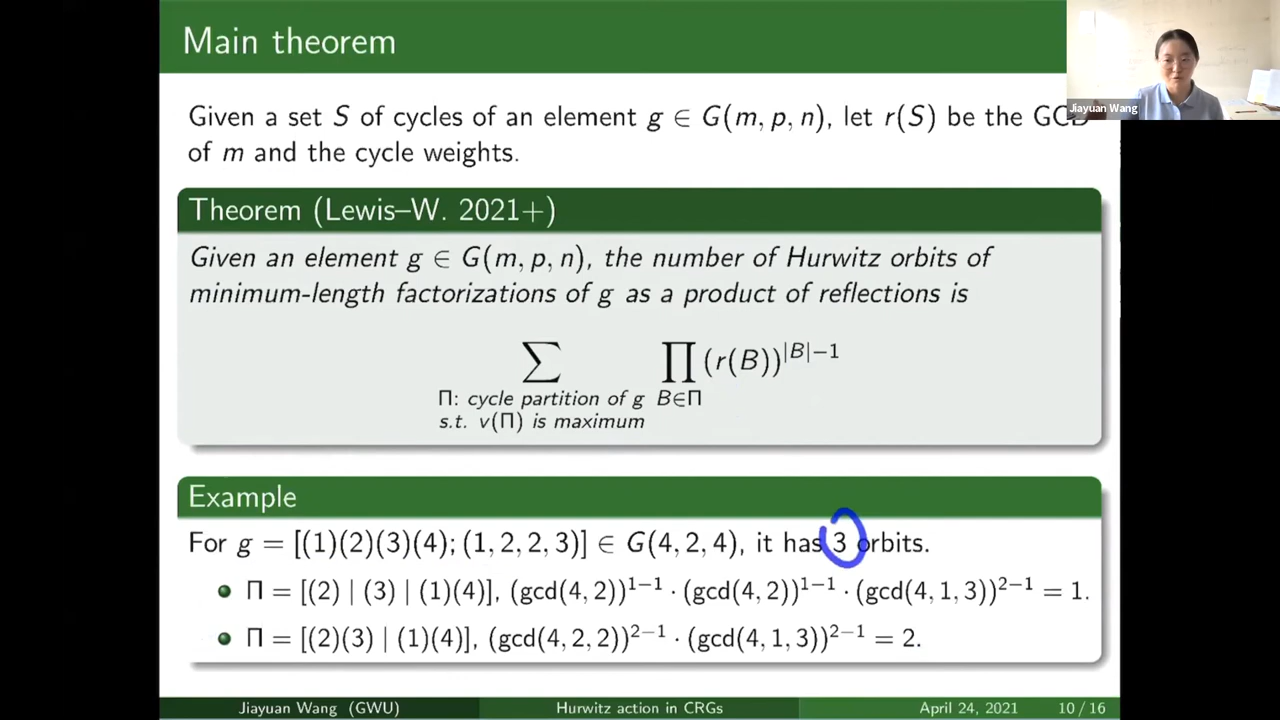 Main theorem
Jiayuan Wang
Given a set S of cycles of an element g ∈ G(m, p, n), let r(S) be the GCD
of m and the cycle weights.
Theorem (Lewis–W. 2021+)
Given an element g ∈ G(m, p, n), the number of Hurwitz orbits of
minimum-length factorizations of g as a product of reflections is
∑ ∏ (r(B))^{|B|−1}
Π: cycle partition of g B∈Π
s.t. v(Π) is maximum
Example
For g = [(1)(2)(3)(4); (1, 2, 2, 3)] ∈ G(4, 2, 4), it has 3 orbits.
Π = [(2) | (3) | (1)(4)], (gcd(4, 2))^{1−1} · (gcd(4, 2))^{1−1} · (gcd(4, 1, 3))^{2−1} = 1.
Π = [(2)(3) | (1)(4)], (gcd(4, 2, 2))^{2−1} · (gcd(4, 1, 3))^{2−1} = 2.
Jiayuan Wang (GWU) Hurwitz action in CRGs April 24, 2021 10 / 16